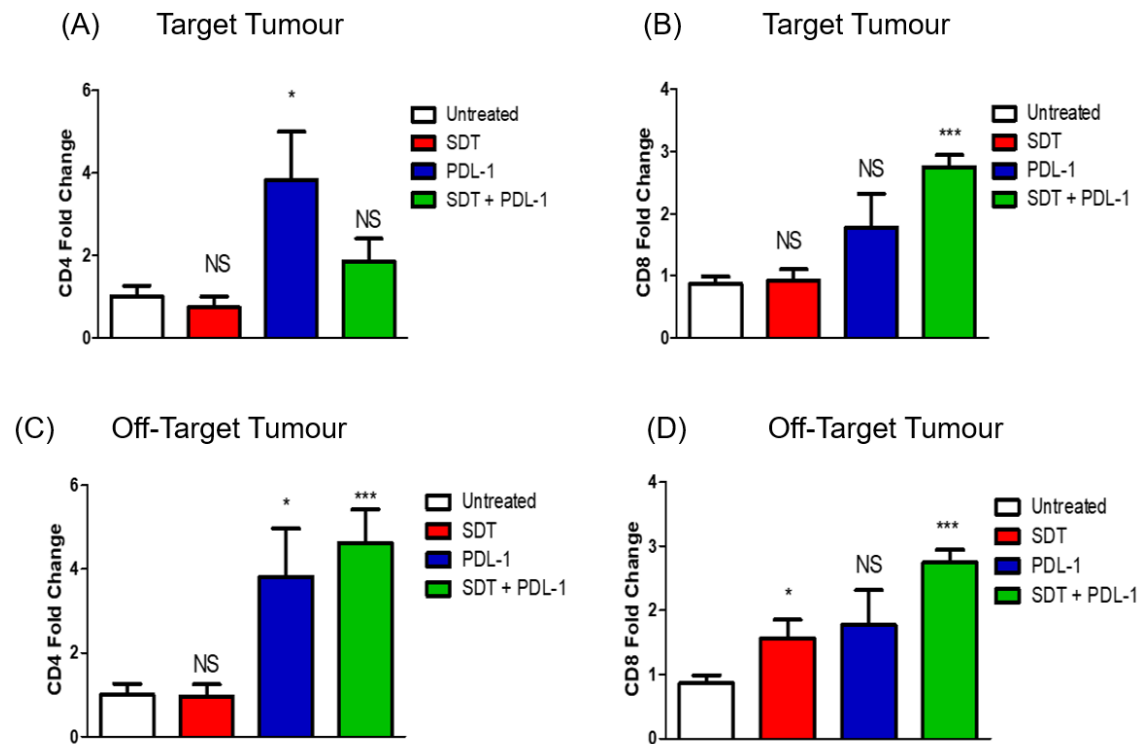 (A) Target Tumour
CD4 Fold Change
6
4
2
0
NS
*
NS
Untreated
SDT
PDL-1
SDT + PDL-1
(B) Target Tumour
CD8 Fold Change
4
3
2
1
0
NS
NS
***
Untreated
SDT
PDL-1
SDT + PDL-1
(C) Off-Target Tumour
CD4 Fold Change
6
4
2
0
NS
*
***
Untreated
SDT
PDL-1
SDT + PDL-1
(D) Off-Target Tumour
CD8 Fold Change
4
3
2
1
0
*
NS
***
Untreated
SDT
PDL-1
SDT + PDL-1